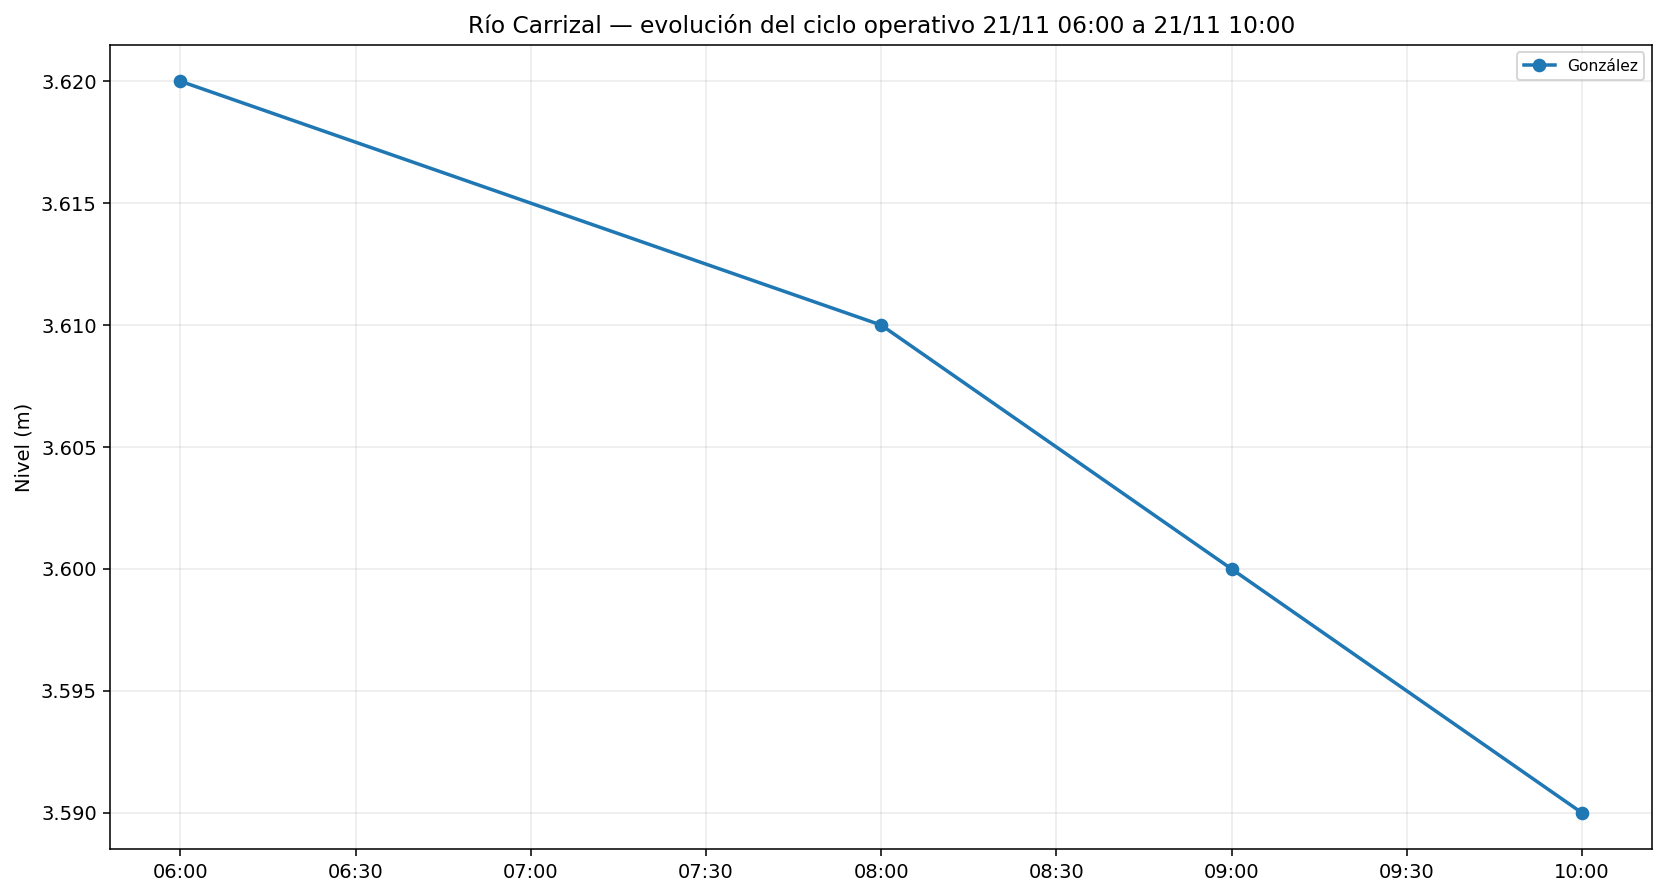 Río Carrizal — evolución del ciclo operativo 21/11 06:00 a 21/11 10:00
González
Nivel (m)
3.620
3.615
3.610
3.605
3.600
3.595
3.590
06:00 06:30 07:00 07:30 08:00 08:30 09:00 09:30 10:00